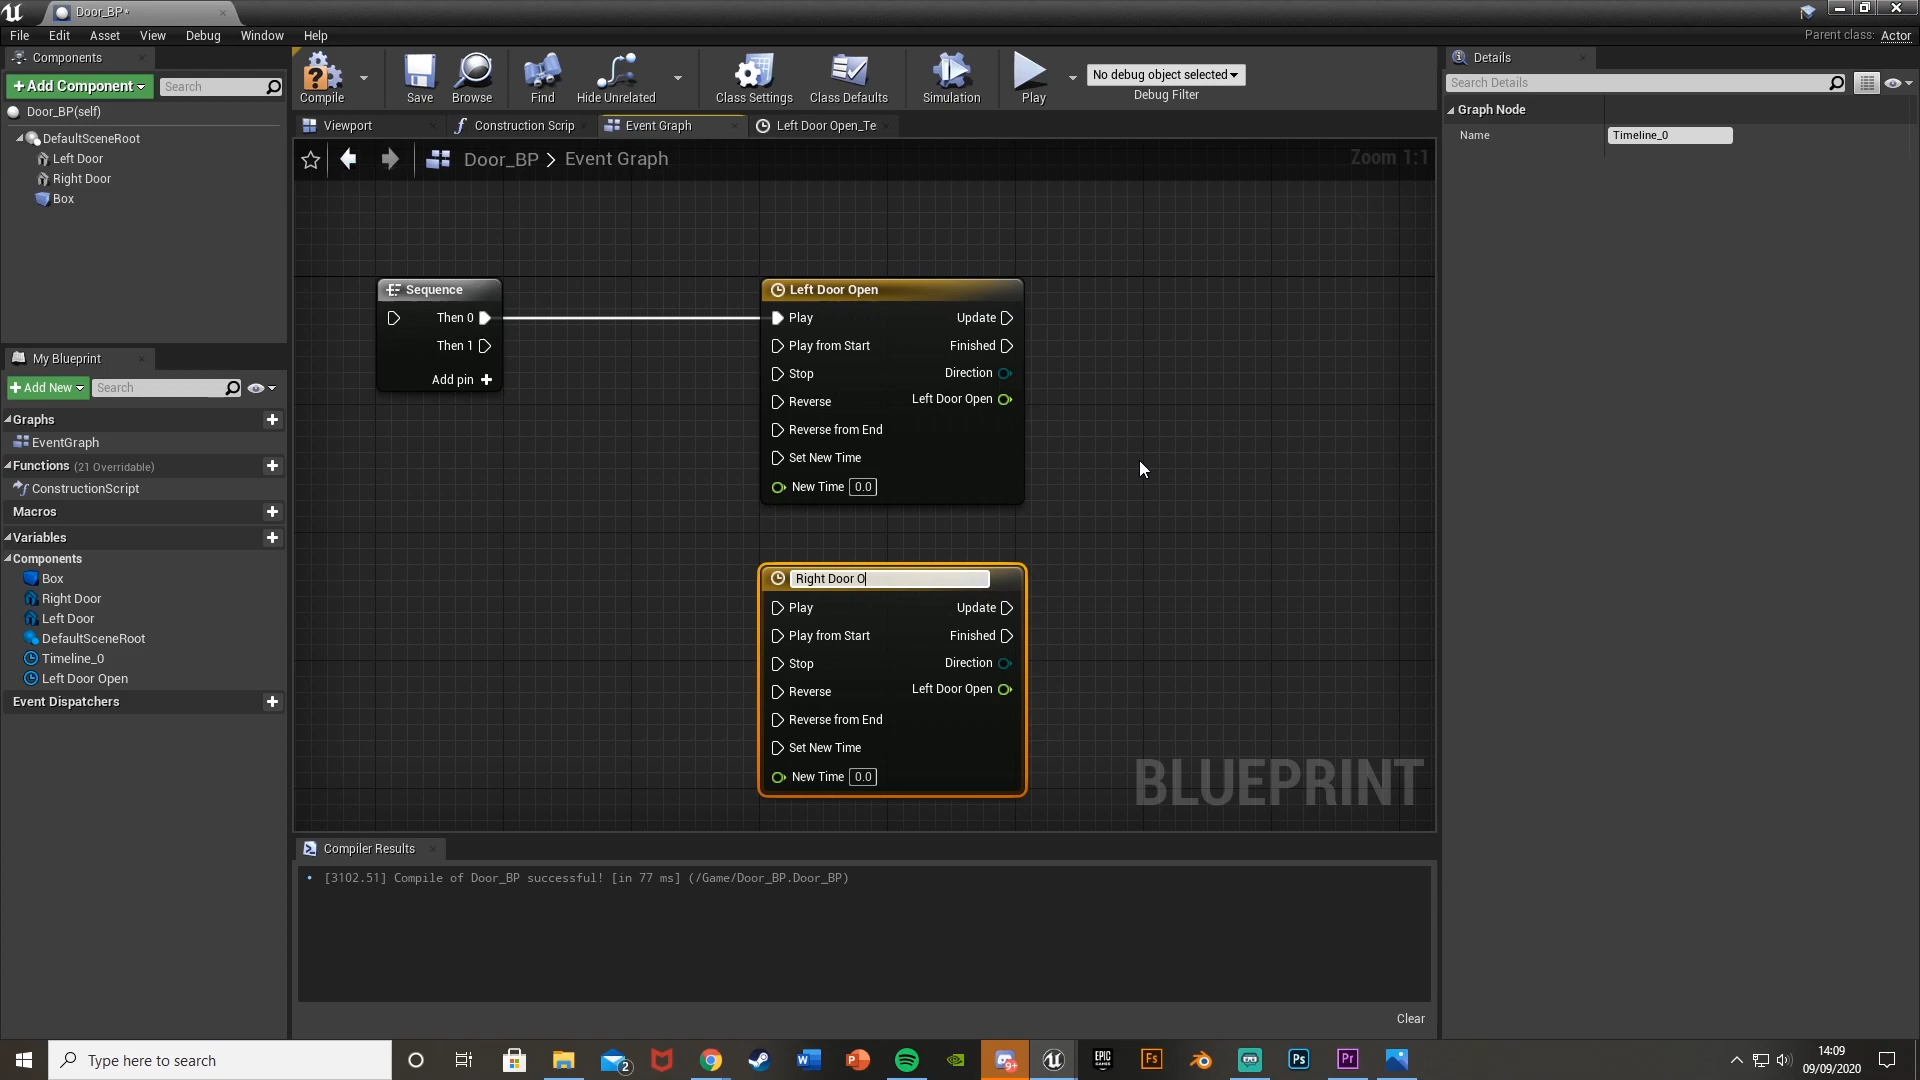 Door_BP*
File Edit Asset View Debug Window Help
Parent class: Actor
Components
+ Add Component
Search
Door_BP(self)
DefaultSceneRoot
Left Door
Right Door
Box
Compile
Save
Browse
Find
Hide Unrelated
Class Settings
Class Defaults
Simulation
Play
No debug object selected
Debug Filter
Viewport
Construction Scrip
Event Graph
Left Door Open_Te
Door_BP > Event Graph
Zoom 1:1
Sequence
Then 0
Then 1
Add pin +
Left Door Open
Play Update
Play from Start Finished
Stop Direction
Reverse Left Door Open
Reverse from End
Set New Time
New Time 0.0
Right Door O
Play Update
Play from Start Finished
Stop Direction
Reverse Left Door Open
Reverse from End
Set New Time
New Time 0.0
BLUEPRINT
My Blueprint
+ Add New
Search
Graphs
EventGraph
Functions (21 Overridable)
ConstructionScript
Macros
Variables
Components
Box
Right Door
Left Door
DefaultSceneRoot
Timeline_0
Left Door Open
Event Dispatchers
Compiler Results
• [3102.51] Compile of Door_BP successful! [in 77 ms] (/Game/Door_BP.Door_BP)
Clear
Details
Search Details
Graph Node
Name Timeline_0
Type here to search
2
W
P
9+
EPIC GAMES
Fs
Ps
Pr
14:09
09/09/2020